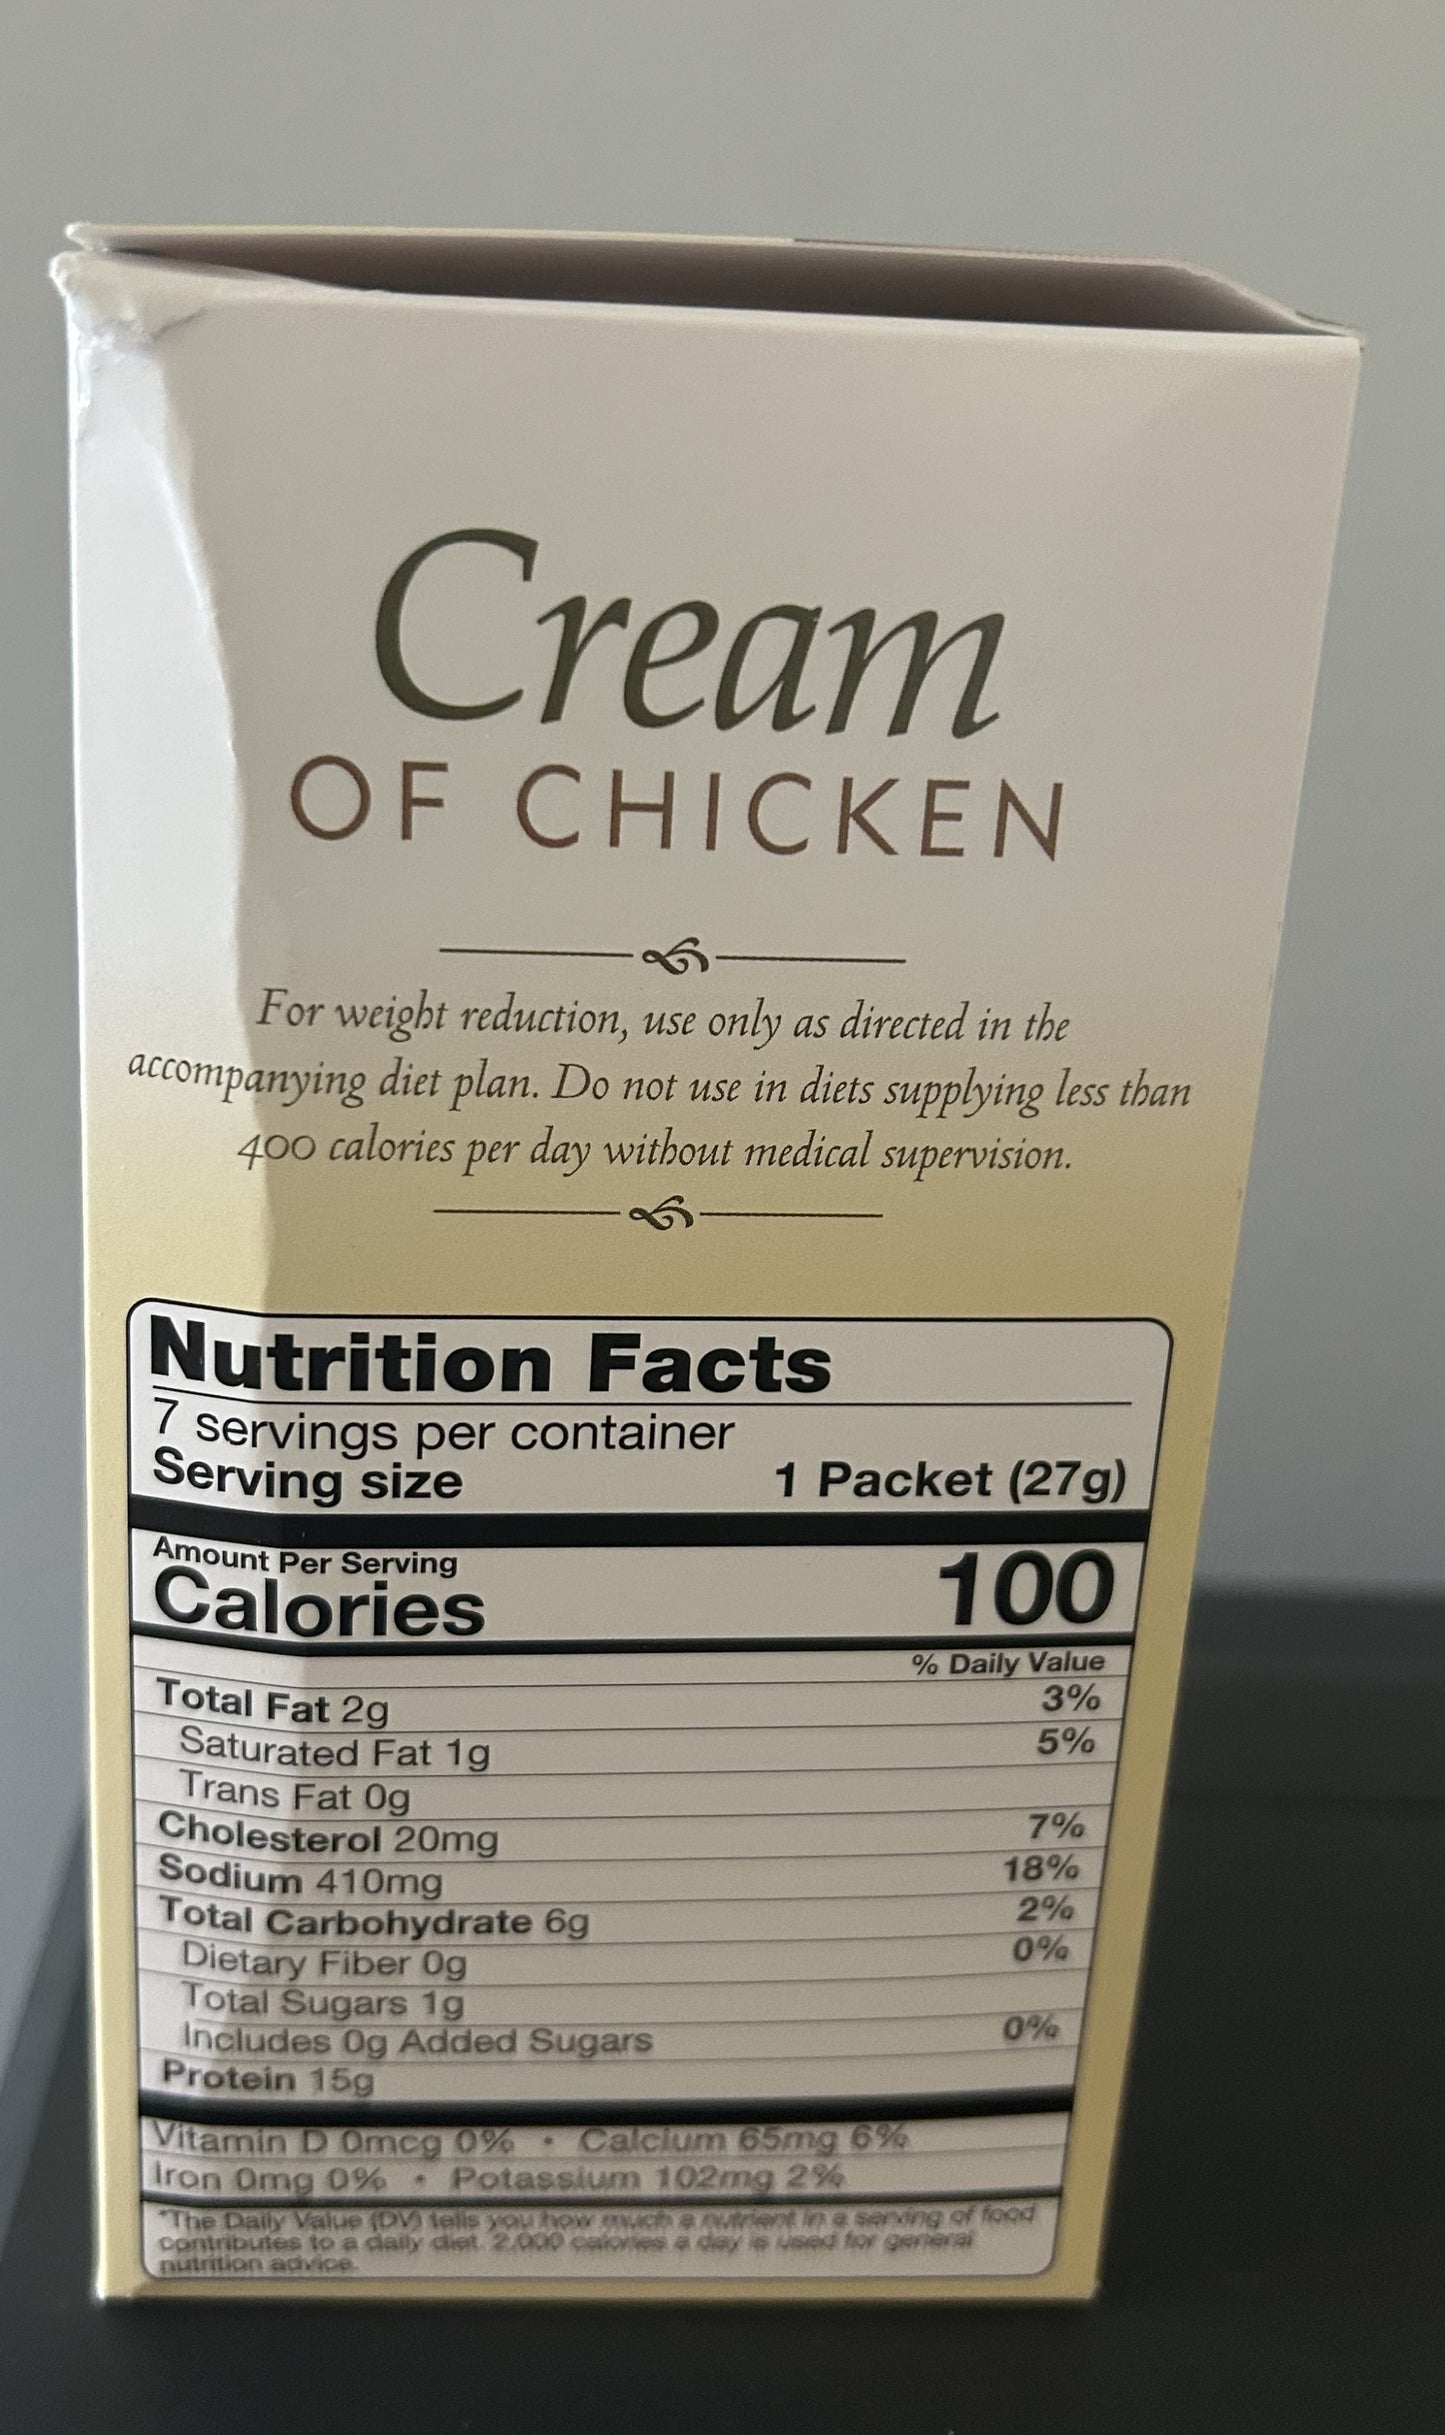 Cream
OF CHICKEN
For weight reduction, use only as directed in the
accompanying diet plan. Do not use in diets supplying less than
400 calories per day without medical supervision.
Nutrition Facts
7 servings per container
Serving size 1 Packet (27g)
Amount Per Serving
Calories 100
% Daily Value
Total Fat 2g 3%
Saturated Fat 1g 5%
Trans Fat 0g
Cholesterol 20mg 7%
Sodium 410mg 18%
Total Carbohydrate 6g 2%
Dietary Fiber 0g 0%
Total Sugars 1g
Includes 0g Added Sugars 0%
Protein 15g
Vitamin D 0mcg 0% • Calcium 65mg 6%
Iron 0mg 0% • Potassium 102mg 2%
*The Daily Value (DV) tells you how much a nutrient in a serving of food
contributes to a daily diet. 2,000 calories a day is used for general
nutrition advice.